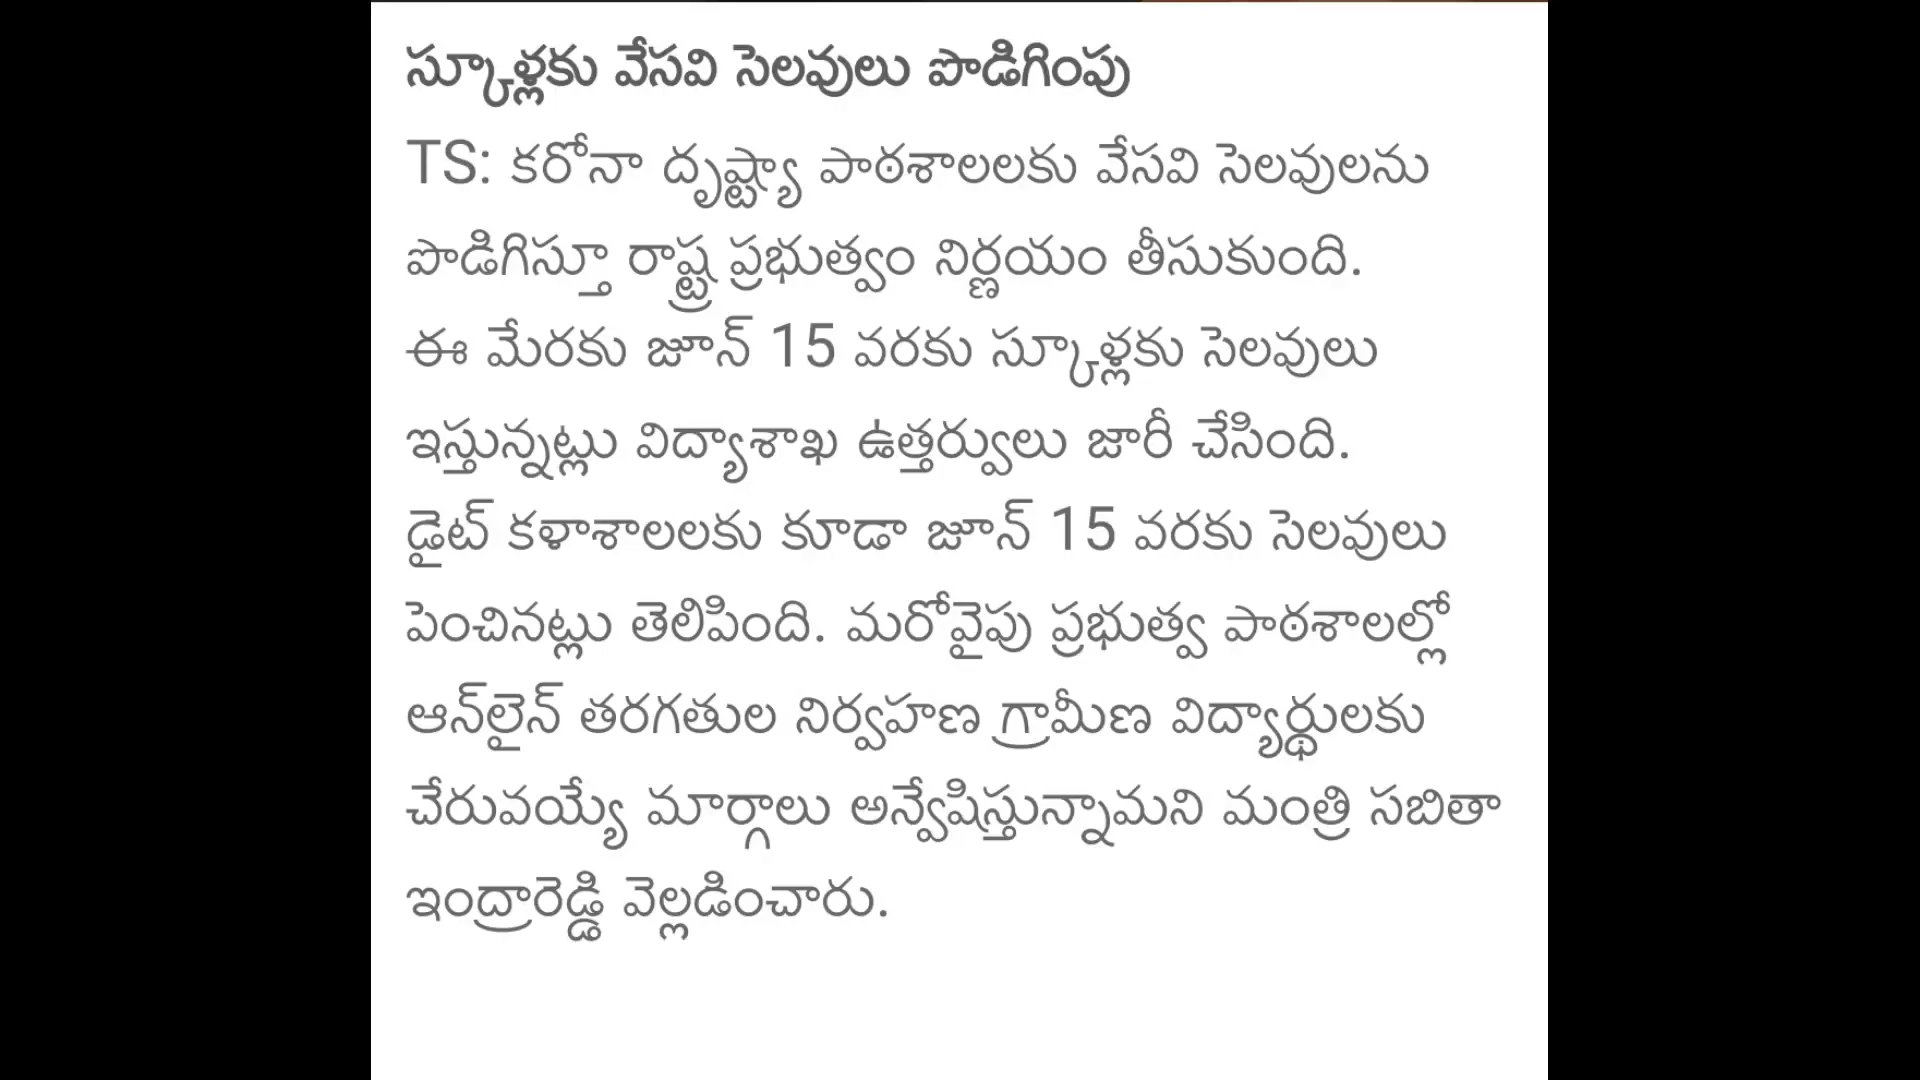 స్కూళ్లకు వేసవి సెలవులు పొడిగింపు
TS: కరోనా దృష్ట్యా పాఠశాలలకు వేసవి సెలవులను
పొడిగిస్తూ రాష్ట్ర ప్రభుత్వం నిర్ణయం తీసుకుంది.
ఈ మేరకు జూన్ 15 వరకు స్కూళ్లకు సెలవులు
ఇస్తున్నట్లు విద్యాశాఖ ఉత్తర్వులు జారీ చేసింది.
డైట్ కళాశాలలకు కూడా జూన్ 15 వరకు సెలవులు
పెంచినట్లు తెలిపింది. మరోవైపు ప్రభుత్వ పాఠశాలల్లో
ఆన్‌లైన్ తరగతుల నిర్వహణ గ్రామీణ విద్యార్థులకు
చేరువయ్యే మార్గాలు అన్వేషిస్తున్నామని మంత్రి సబితా
ఇంద్రారెడ్డి వెల్లడించారు.